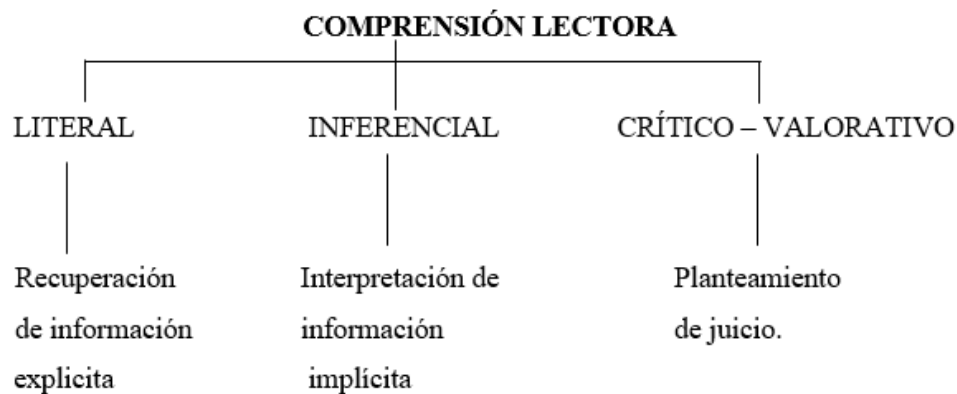 COMPRENSIÓN LECTORA
LITERAL
INFERENCIAL
CRÍTICO – VALORATIVO
Recuperación
de información
explicita
Interpretación de
información
implícita
Planteamiento
de juicio.